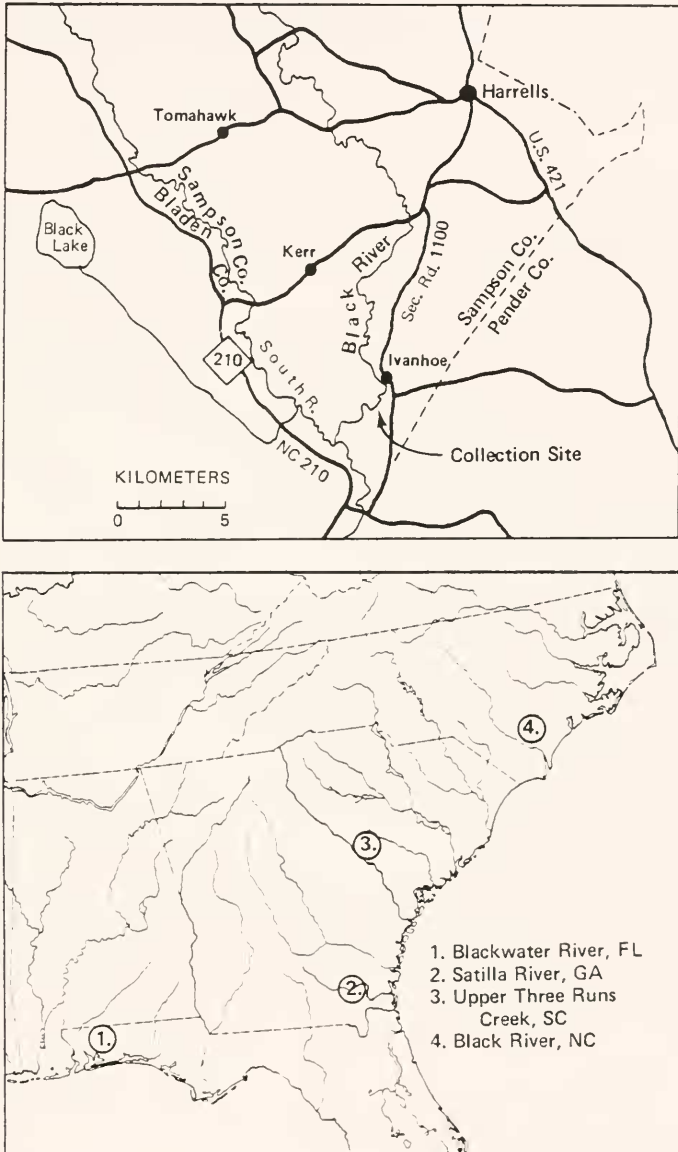 Harrells
Tomahawk
U.S. 421
Sampson Co.
Bladen Co.
Black
Lake
Kerr
Black River
Sec. Rd. 1100
Sampson Co.
Pender Co.
210
South R.
Ivanhoe
NC 210
Collection Site
KILOMETERS
0 5
4.
3.
2.
1.
1. Blackwater River, FL
2. Satilla River, GA
3. Upper Three Runs
Creek, SC
4. Black River, NC